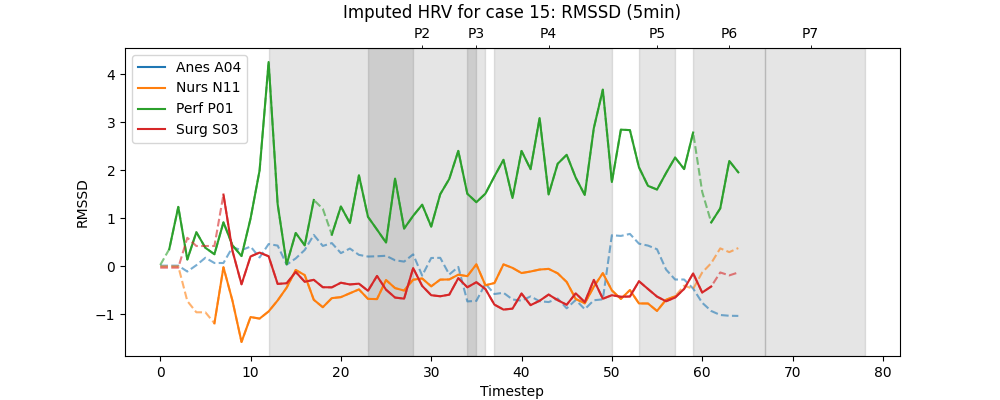 Imputed HRV for case 15: RMSSD (5min)
P2 P3 P4 P5 P6 P7
Anes A04
Nurs N11
Perf P01
Surg S03
4
3
2
1
0
−1
RMSSD
0 10 20 30 40 50 60 70 80
Timestep